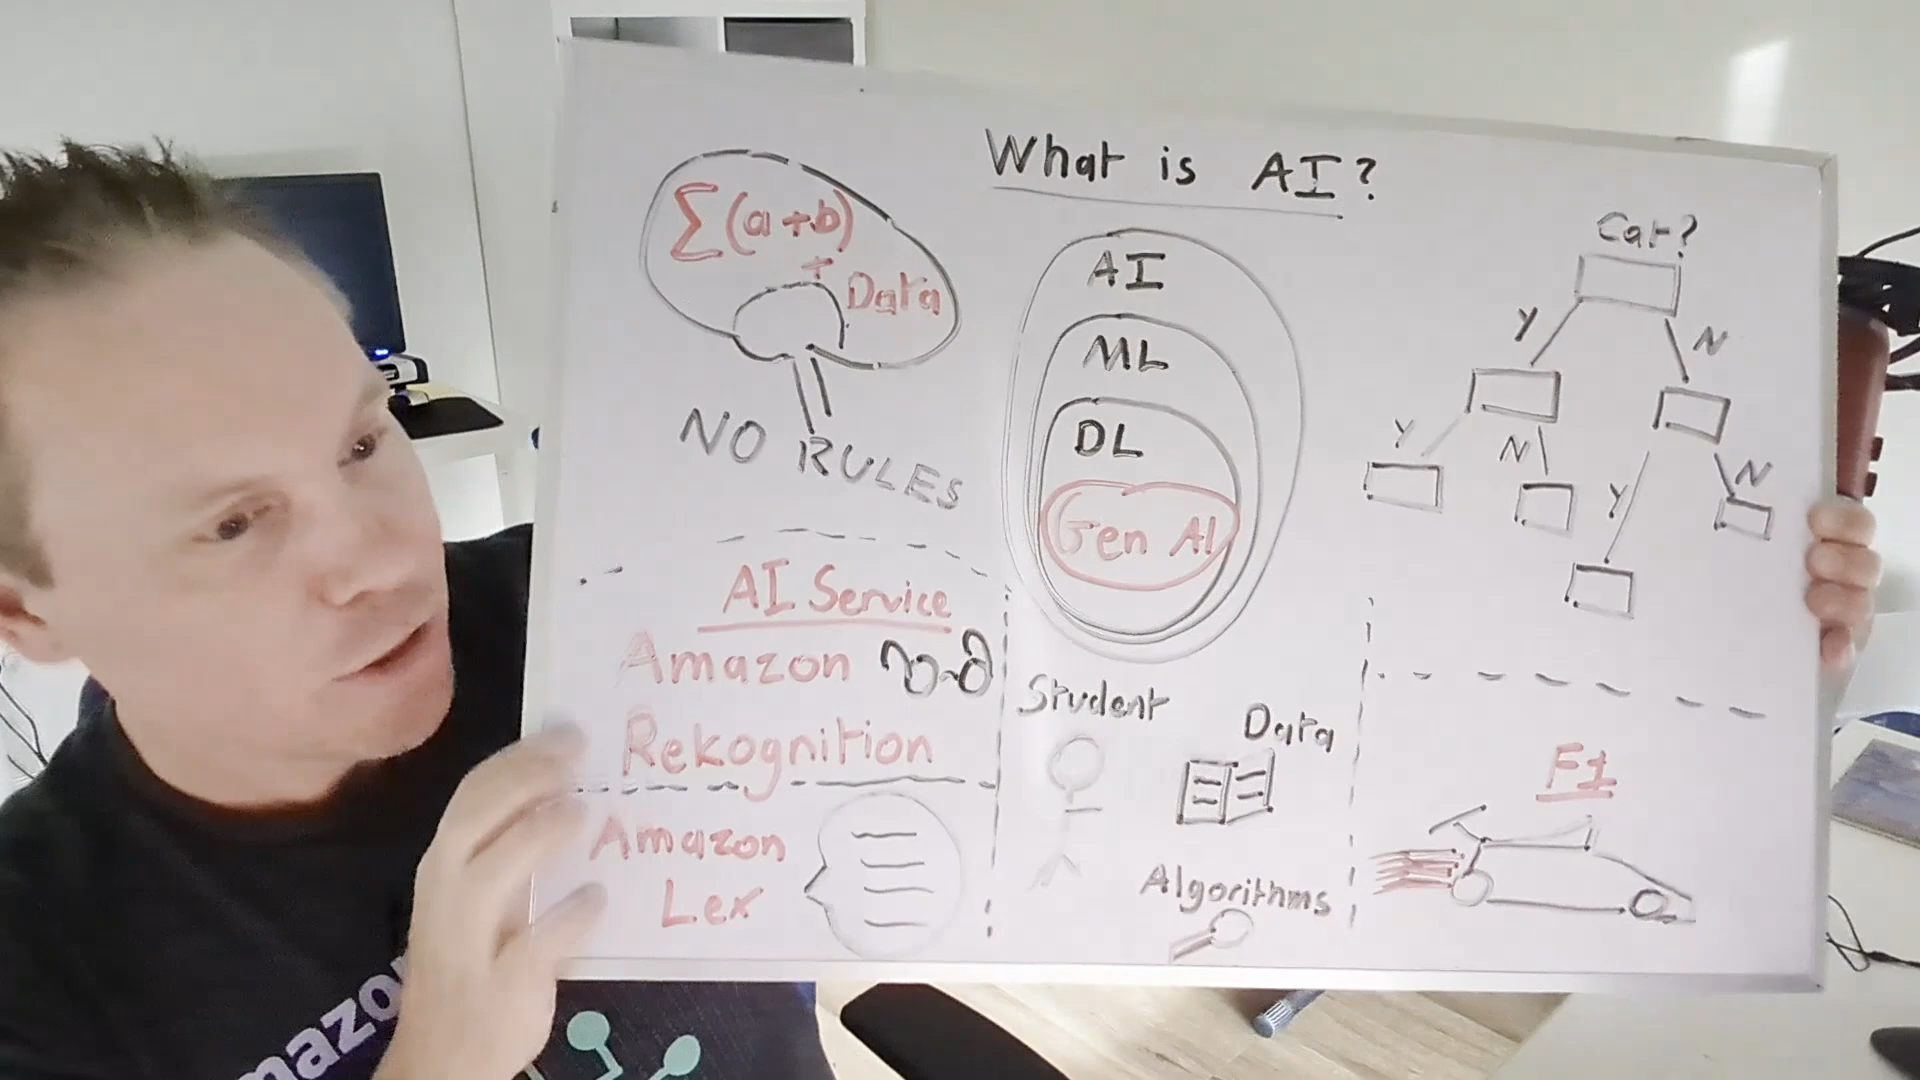 What is AI?
∑(a+b)
+
Data
NO RULES
AI
ML
DL
Gen AI
Cat?
Y
N
Y
N
Y
N
AI Service
Amazon
Rekognition
Amazon
Lex
Student
Data
Algorithms
F1
amazon